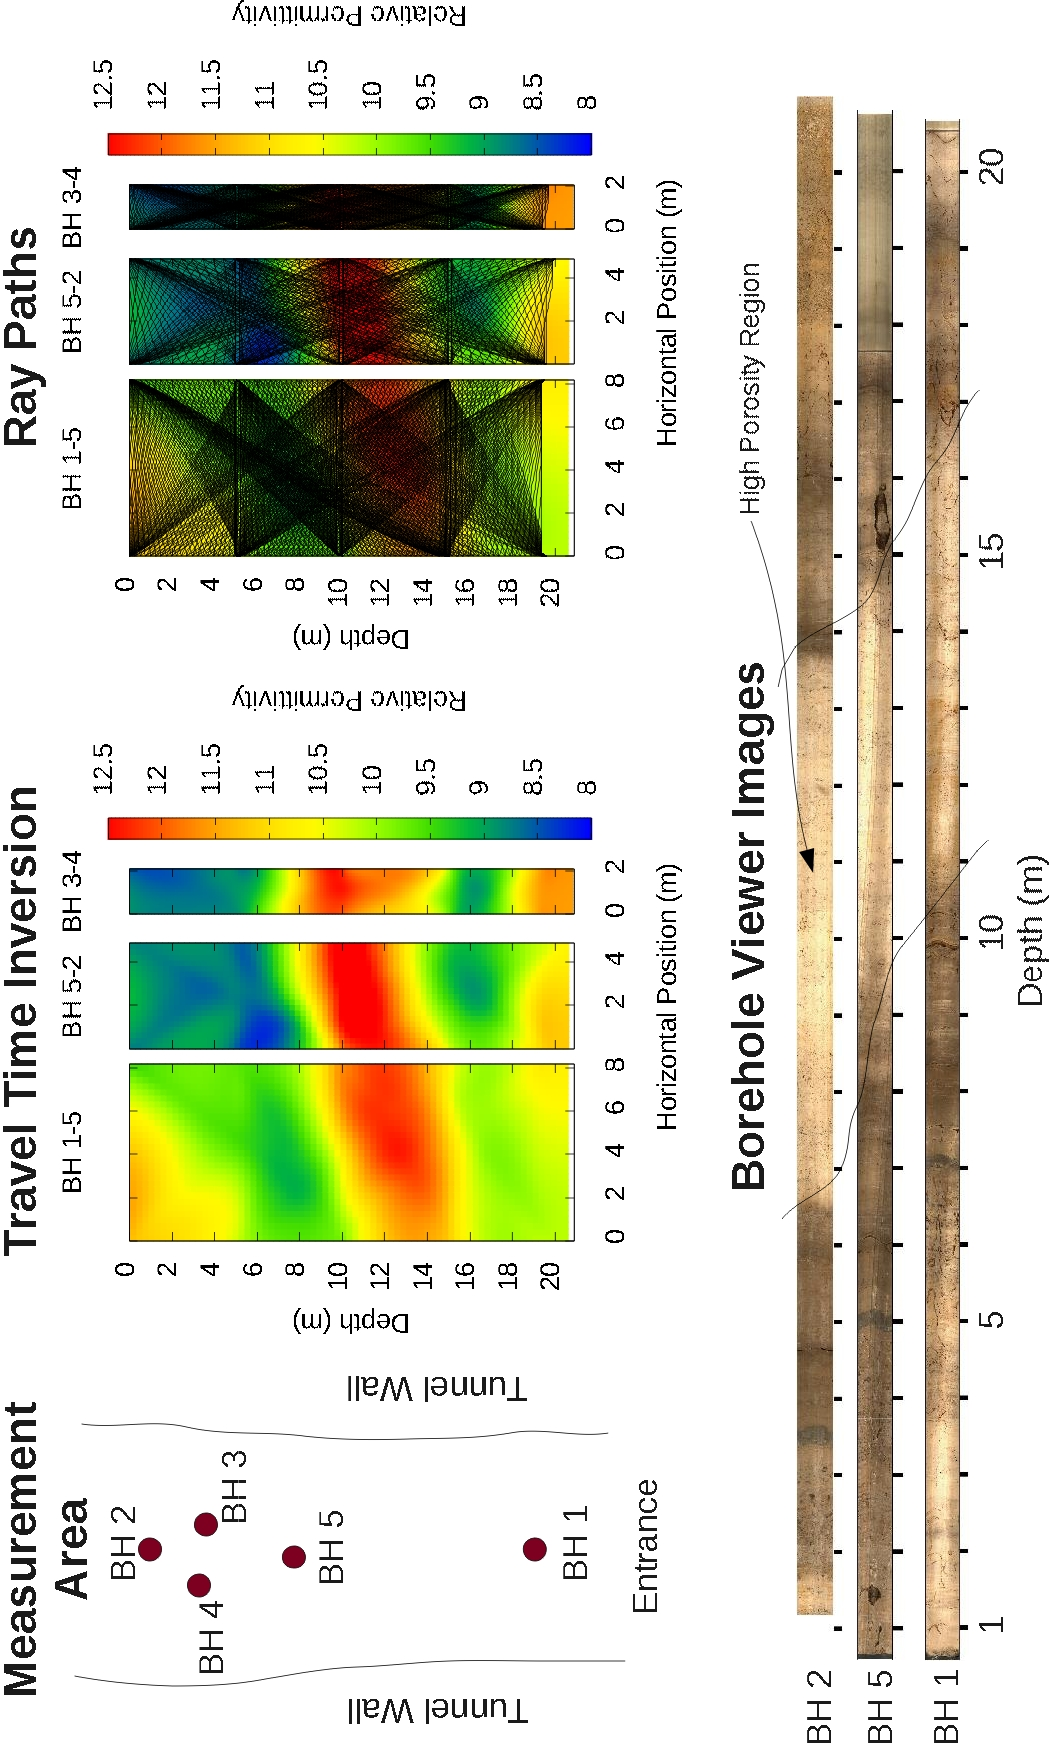 Measurement
Area
BH 2
BH 3
BH 4
BH 5
BH 1
Entrance
Tunnel Wall
Tunnel Wall
Travel Time Inversion
BH 1-5
BH 5-2
BH 3-4
Depth (m)
0
2
4
6
8
10
12
14
16
18
20
0 2 4 6 8
2 4
0 2
Horizontal Position (m)
12.5
12
11.5
11
10.5
10
9.5
9
8.5
8
Relative Permittivity
Ray Paths
BH 1-5
BH 5-2
BH 3-4
Depth (m)
0
2
4
6
8
10
12
14
16
18
20
0 2 4 6 8
2 4
0 2
Horizontal Position (m)
12.5
12
11.5
11
10.5
10
9.5
9
8.5
8
Relative Permittivity
Borehole Viewer Images
High Porosity Region
BH 2
BH 5
BH 1
1 5 10 15 20
Depth (m)